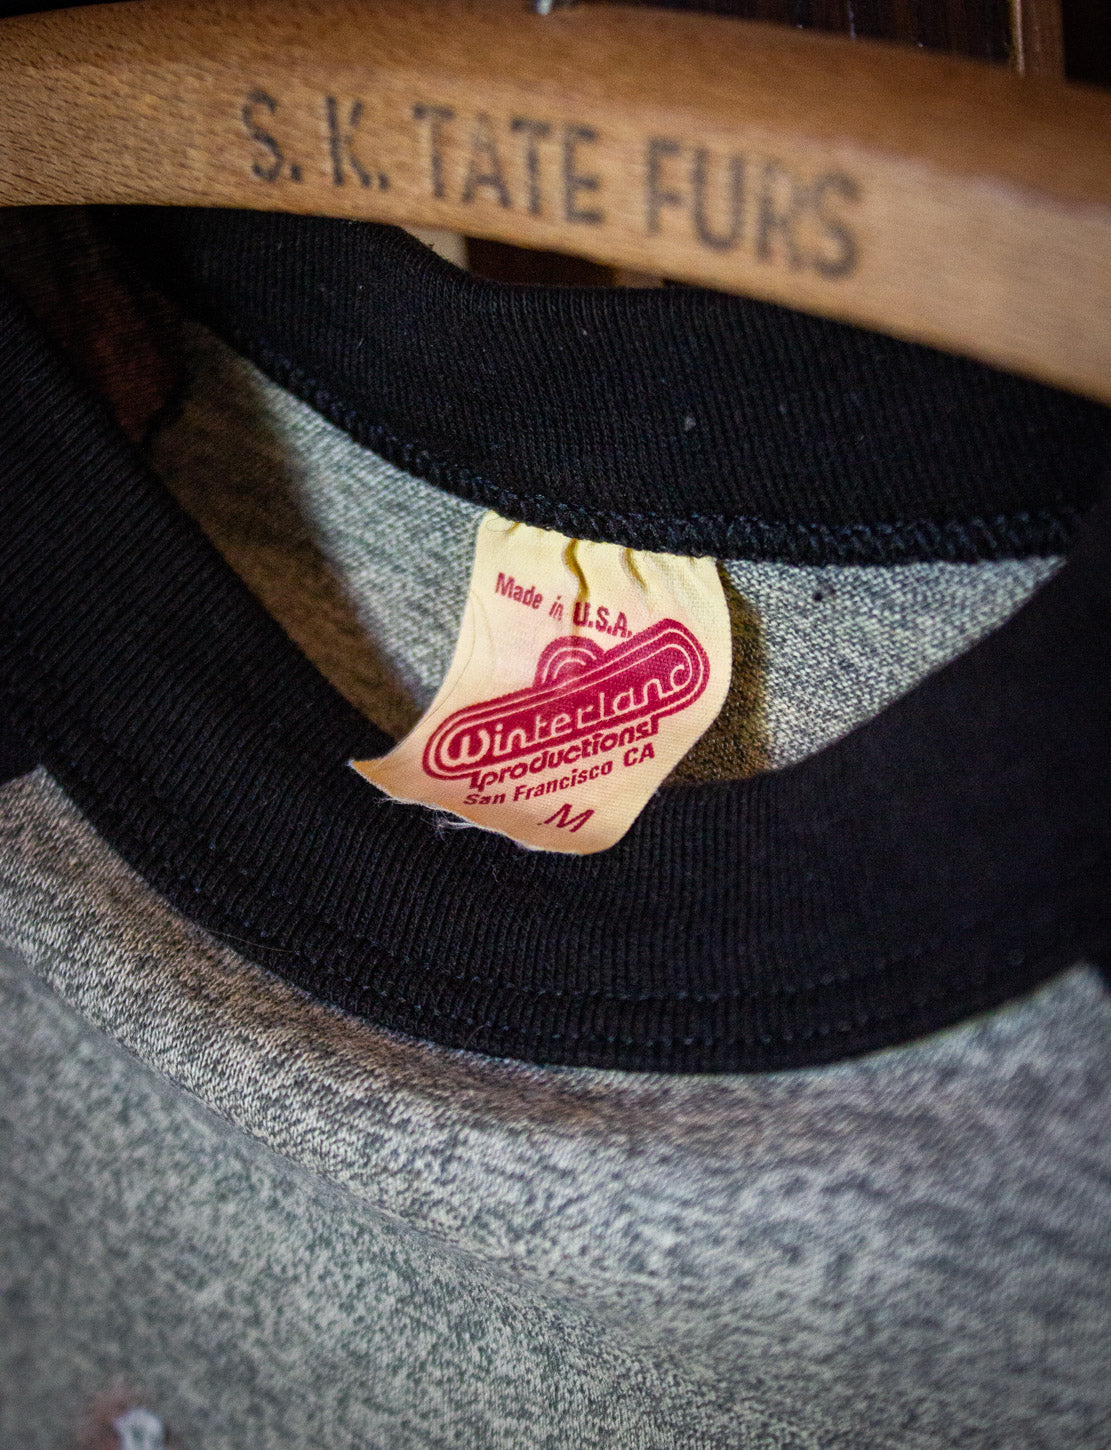 S. K. TATE FURS
Made in U.S.A.
Winterland
productions
San Francisco CA
M